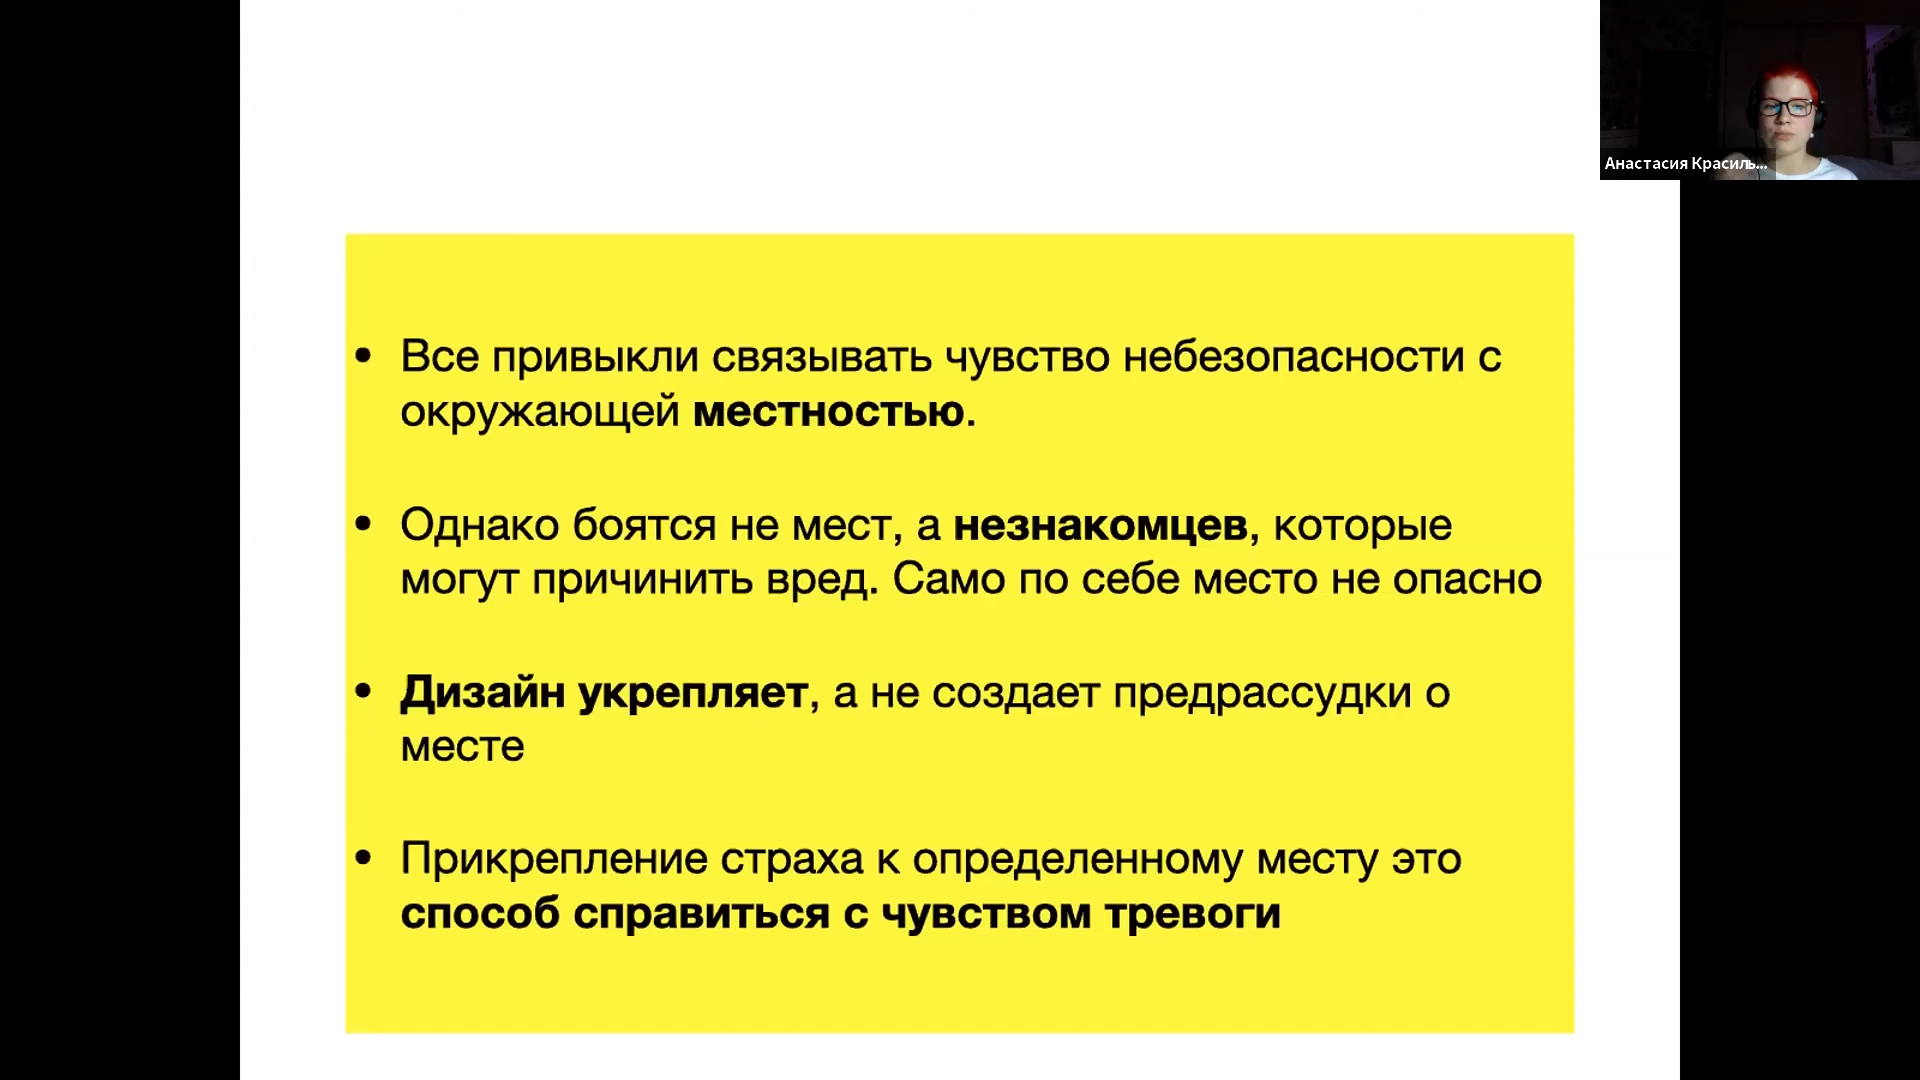 Анастасия Красиль...
• Все привыкли связывать чувство небезопасности с
окружающей местностью.
• Однако боятся не мест, а незнакомцев, которые
могут причинить вред. Само по себе место не опасно
• Дизайн укрепляет, а не создает предрассудки о
месте
• Прикрепление страха к определенному месту это
способ справиться с чувством тревоги